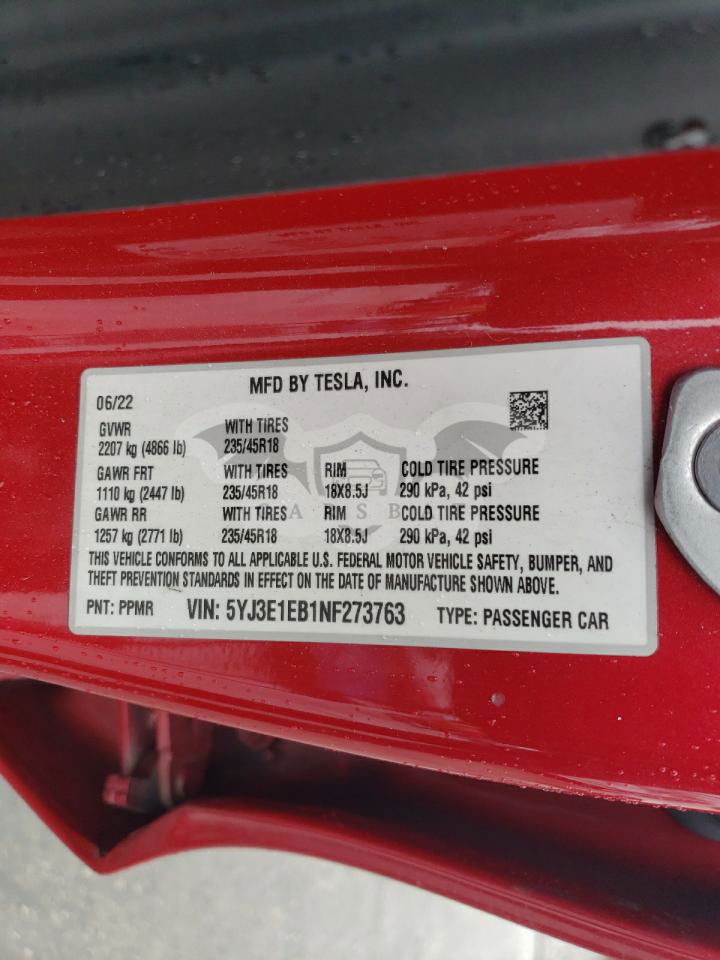 MFD BY TESLA, INC.
06/22
GVWR WITH TIRES
2207 kg (4866 lb) 235/45R18
GAWR FRT WITH TIRES RIM COLD TIRE PRESSURE
1110 kg (2447 lb) 235/45R18 18X8.5J 290 kPa, 42 psi
GAWR RR WITH TIRES RIM COLD TIRE PRESSURE
1257 kg (2771 lb) 235/45R18 18X8.5J 290 kPa, 42 psi
THIS VEHICLE CONFORMS TO ALL APPLICABLE U.S. FEDERAL MOTOR VEHICLE SAFETY, BUMPER, AND
THEFT PREVENTION STANDARDS IN EFFECT ON THE DATE OF MANUFACTURE SHOWN ABOVE.
PNT: PPMR VIN: 5YJ3E1EB1NF273763 TYPE: PASSENGER CAR